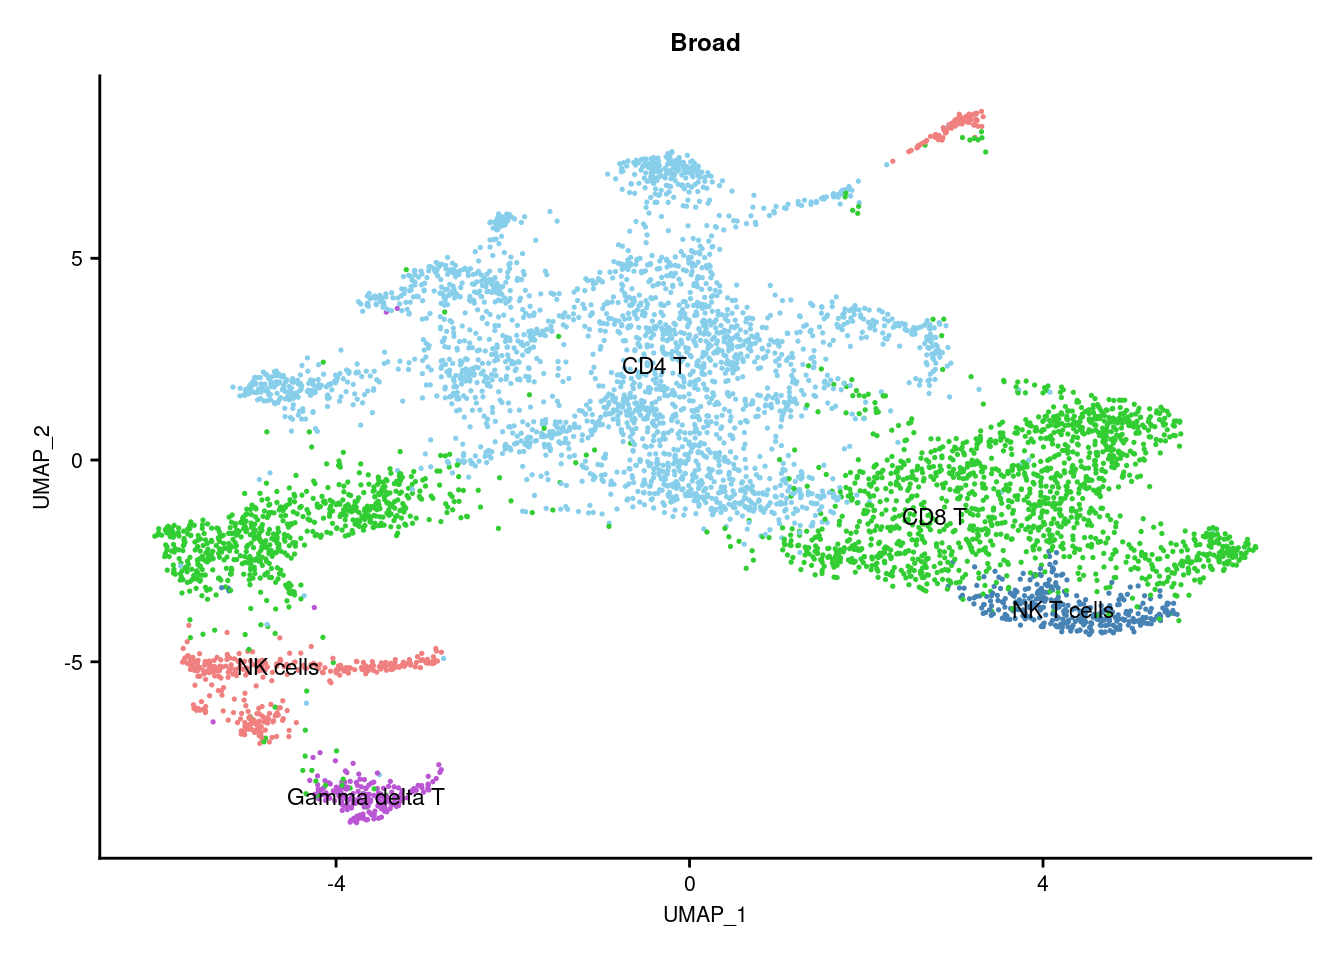 Broad
UMAP_2
5
0
-5
CD4 T
CD8 T
NK T cells
NK cells
Gamma delta T
-4
0
4
UMAP_1